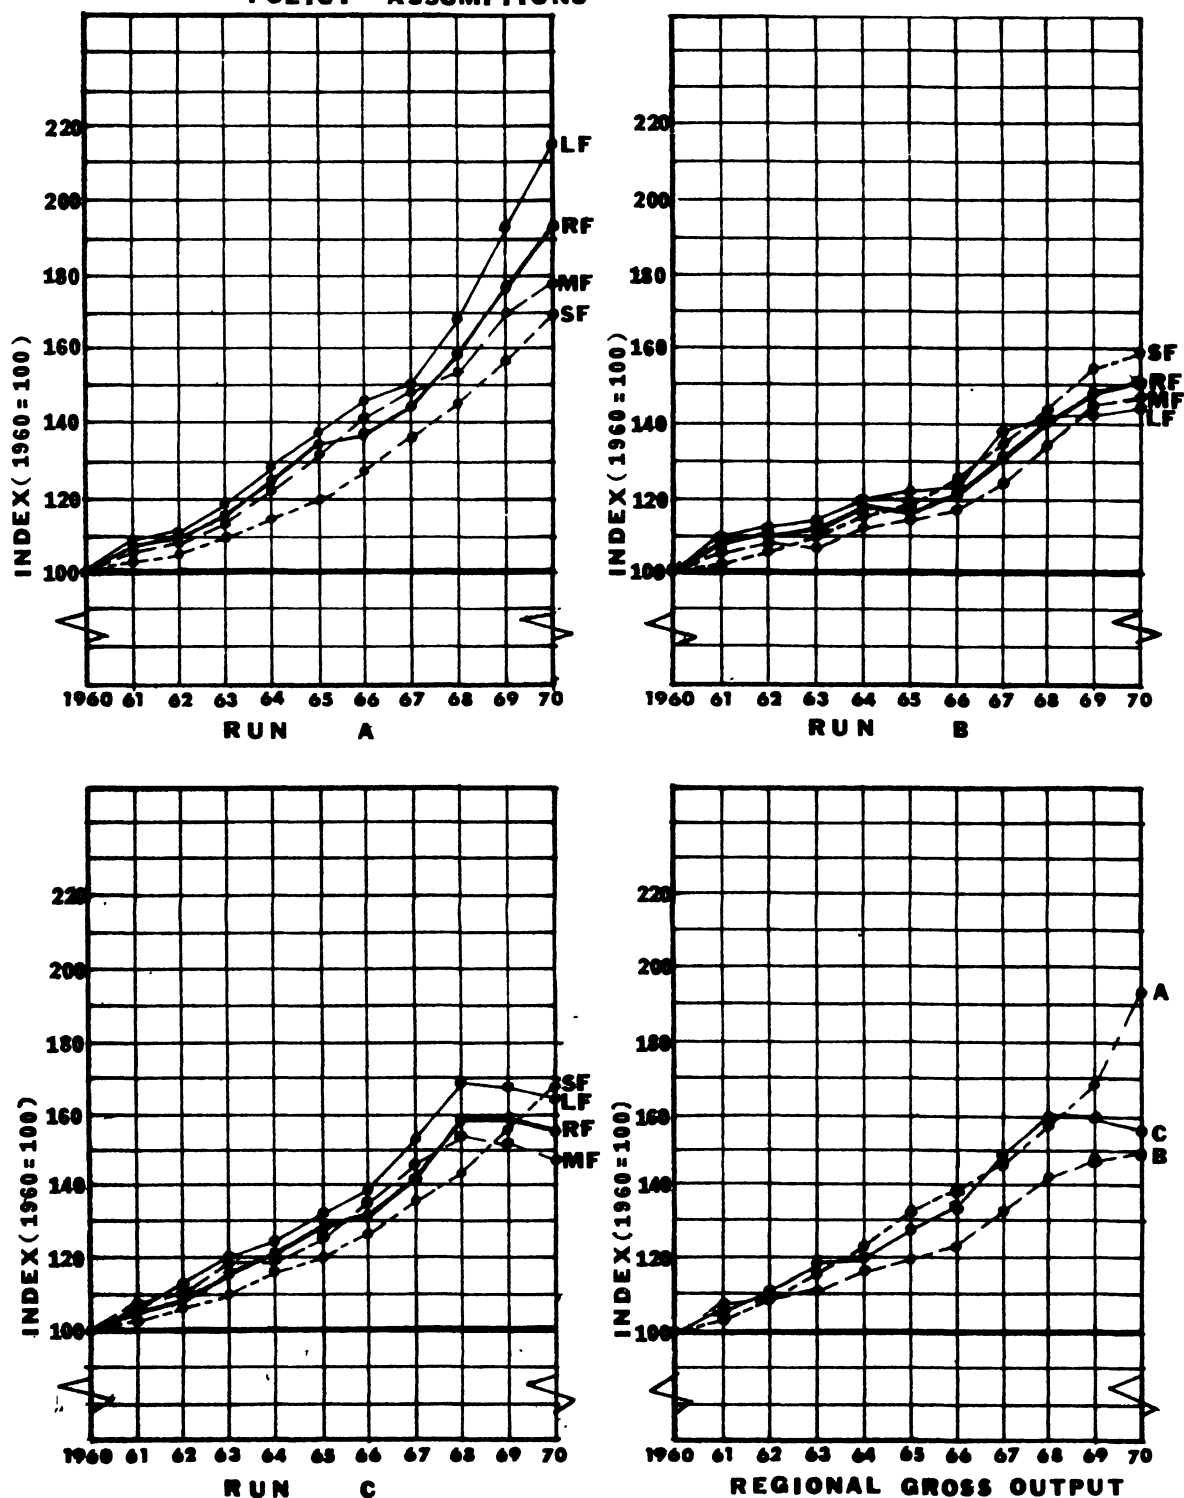 POLICY ASSUMPTIONS
220
200
180
160
140
120
100
INDEX(1960=100)
LF
RF
MF
SF
1960 61 62 63 64 65 66 67 68 69 70
RUN A
220
200
180
160
140
120
100
INDEX(1960=100)
SF
RF
MF
LF
1960 61 62 63 64 65 66 67 68 69 70
RUN B
220
200
180
160
140
120
100
INDEX(1960=100)
SF
LF
RF
MF
1960 61 62 63 64 65 66 67 68 69 70
RUN C
220
200
180
160
140
120
100
INDEX(1960=100)
A
C
B
1960 61 62 63 64 65 66 67 68 69 70
REGIONAL GROSS OUTPUT